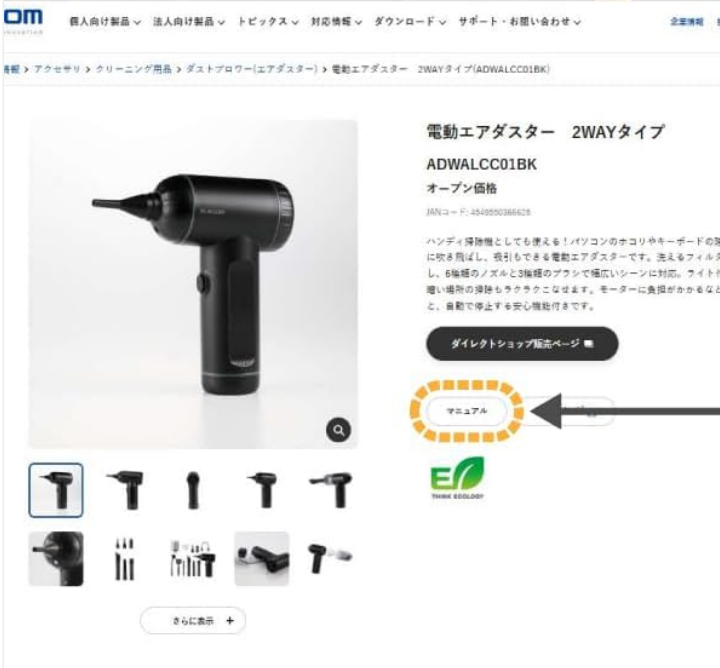 OM
個人向け製品 法人向け製品 トピックス 対応情報 ダウンロード サポート・お問い合わせ 企業情報
アクセサリ > クリーニング用品 > ダストブロワー(エアダスター) > 電動エアダスター 2WAYタイプ(ADWALCC01BK)
電動エアダスター 2WAYタイプ
ADWALCC01BK
オープン価格
JANコード: 4549550366625
ハンディ掃除機としても使える!パソコンのホコリやキーボードの
に吹き飛ばし、吸引もできる電動エアダスターです。洗えるフィルタ
し、6種類のノズルと3種類のブラシで幅広いシーンに対応。ライト付
暗い場所の掃除もラクラクこなせます。モーターに負担がかかるな
と、自動で停止する安心機能付きです。
ダイレクトショップ販売ページ
マニュアル
THINK ECOLOGY
さらに表示 +